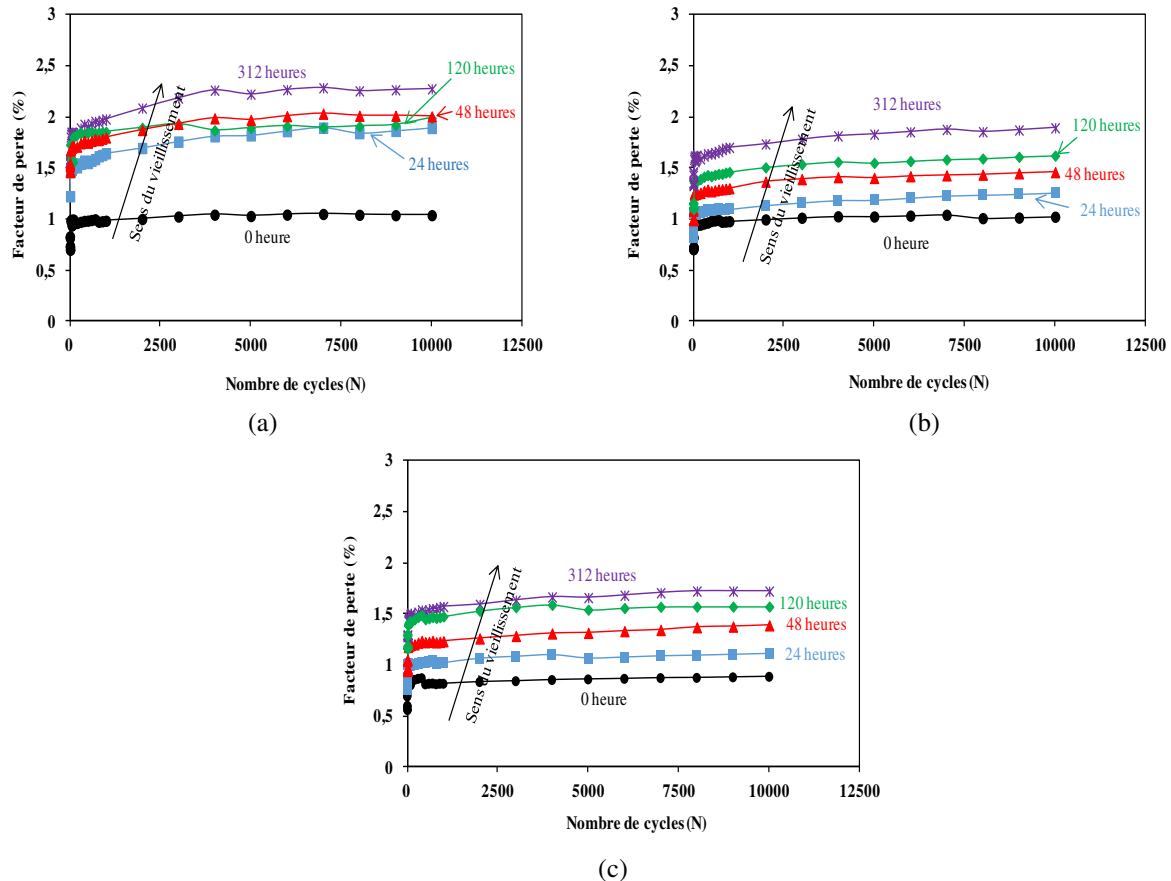 3
2,5
2
1,5
1
0,5
0
Facteur de perte (%)
0
2500
5000
7500
10000
12500
Nombre de cycles (N)
Sens du vieillissement
312 heures
120 heures
48 heures
24 heures
0 heure
(a)
3
2,5
2
1,5
1
0,5
0
Facteur de perte (%)
0
2500
5000
7500
10000
12500
Nombre de cycles (N)
Sens du vieillissement
312 heures
120 heures
48 heures
24 heures
0 heure
(b)
3
2,5
2
1,5
1
0,5
0
Facteur de perte (%)
0
2500
5000
7500
10000
12500
Nombre de cycles (N)
Sens du vieillissement
312 heures
120 heures
48 heures
24 heures
0 heure
(c)